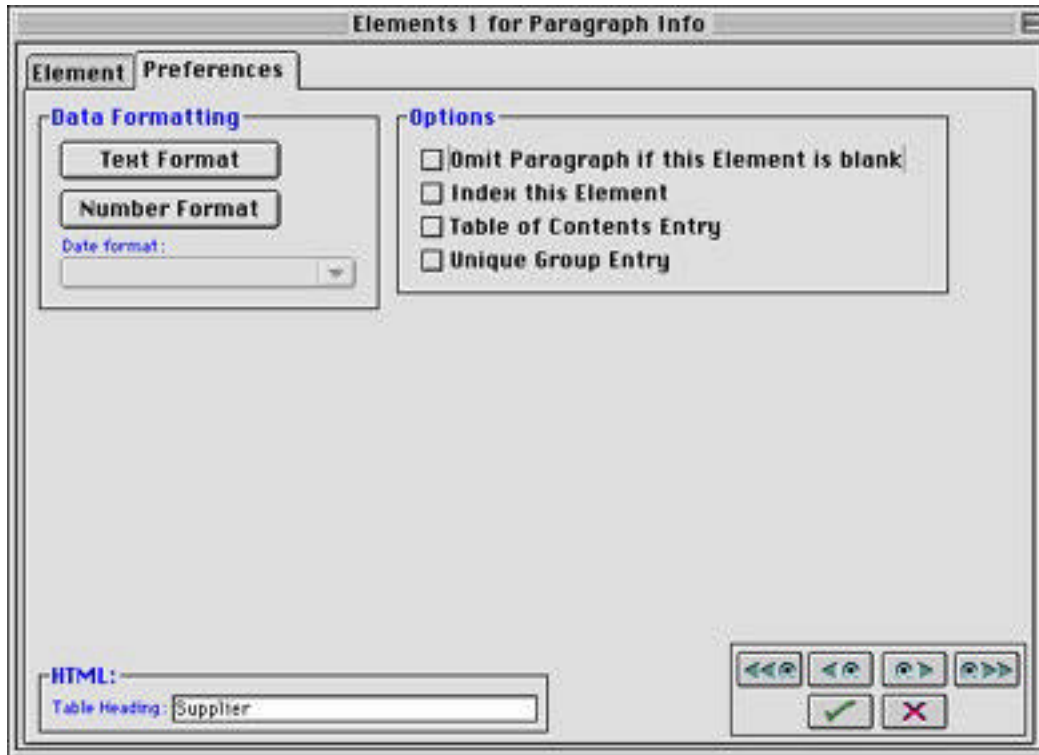 Elements 1 for Paragraph Info
Element
Preferences
Data Formatting
Text Format
Number Format
Date format:
Options
Omit Paragraph if this Element is blank
Index this Element
Table of Contents Entry
Unique Group Entry
HTML:
Table Heading: Supplier